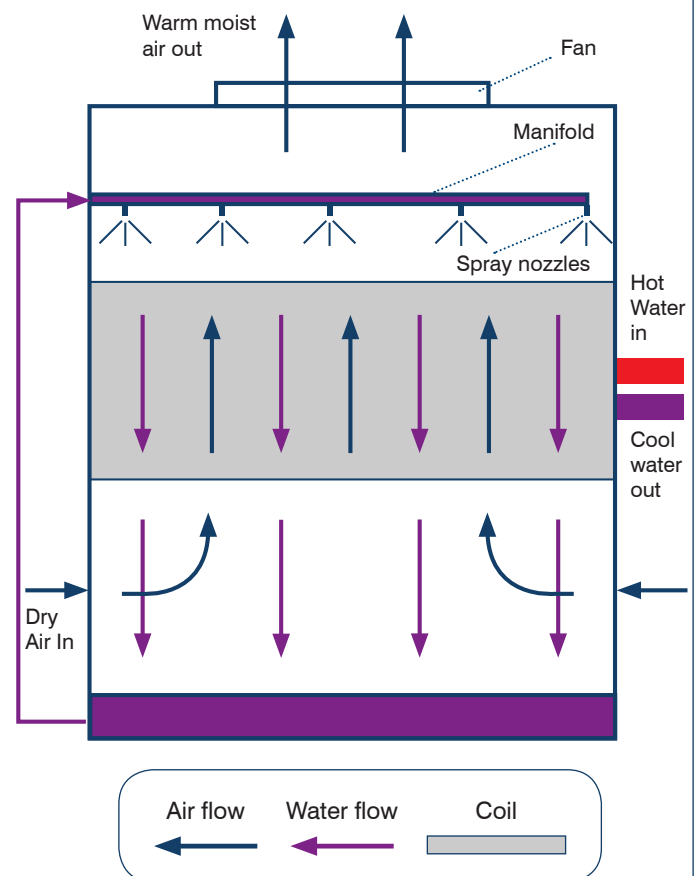 Warm moist
air out
Fan
Manifold
Spray nozzles
Hot
Water
in
Cool
water
out
Dry
Air In
Air flow
Water flow
Coil